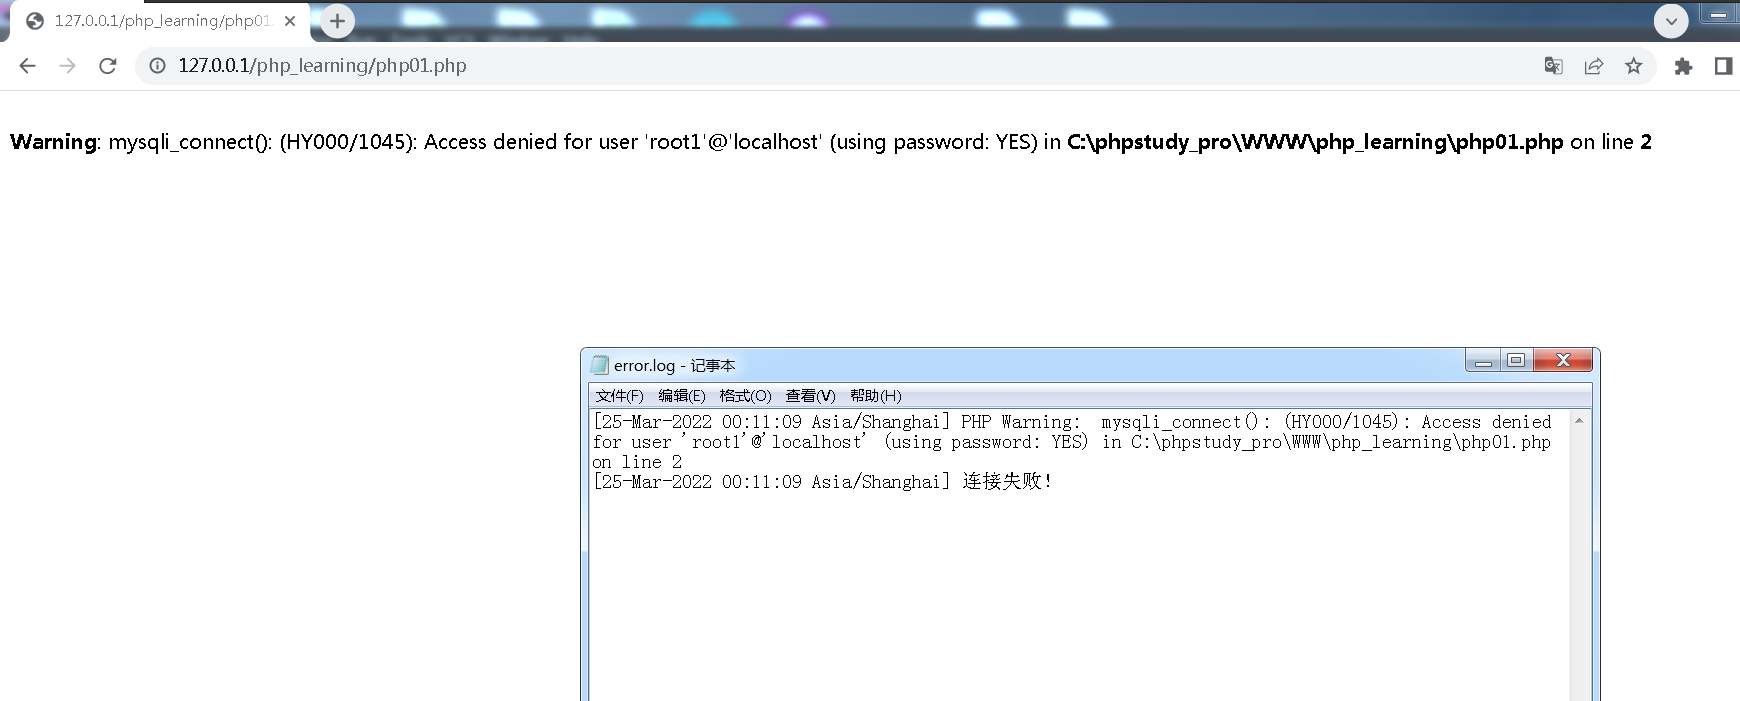 127.0.0.1/php_learning/php01.
127.0.0.1/php_learning/php01.php
Warning: mysqli_connect(): (HY000/1045): Access denied for user 'root1'@'localhost' (using password: YES) in C:\phpstudy_pro\WWW\php_learning\php01.php on line 2
error.log - 记事本
文件(F) 编辑(E) 格式(O) 查看(V) 帮助(H)
[25-Mar-2022 00:11:09 Asia/Shanghai] PHP Warning:  mysqli_connect(): (HY000/1045): Access denied
for user 'root1'@'localhost' (using password: YES) in C:\phpstudy_pro\WWW\php_learning\php01.php
on line 2
[25-Mar-2022 00:11:09 Asia/Shanghai] 连接失败!